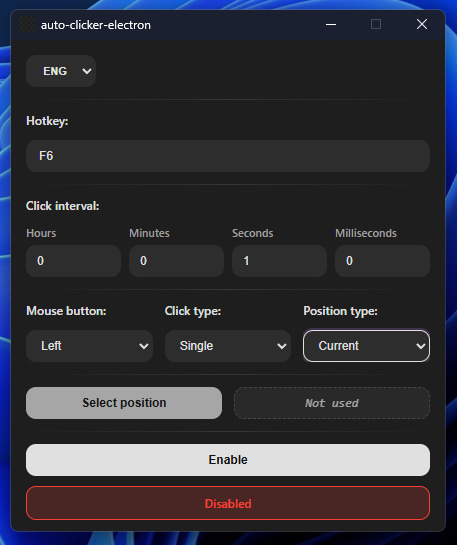 auto-clicker-electron
ENG
Hotkey:
F6
Click interval:
Hours Minutes Seconds Milliseconds
0 0 1 0
Mouse button: Click type: Position type:
Left Single Current
Select position Not used
Enable
Disabled